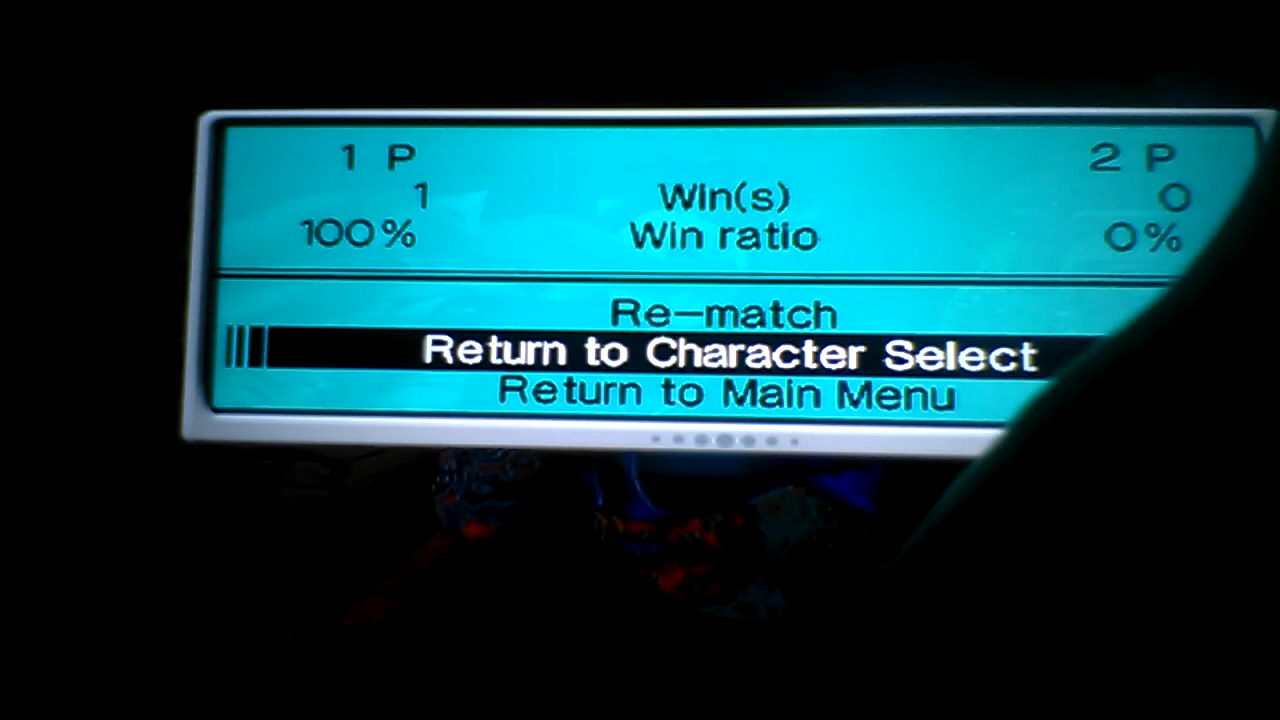 1 P 2 P
1 Win(s) 0
100% Win ratio 0%
Re-match
Return to Character Select
Return to Main Menu